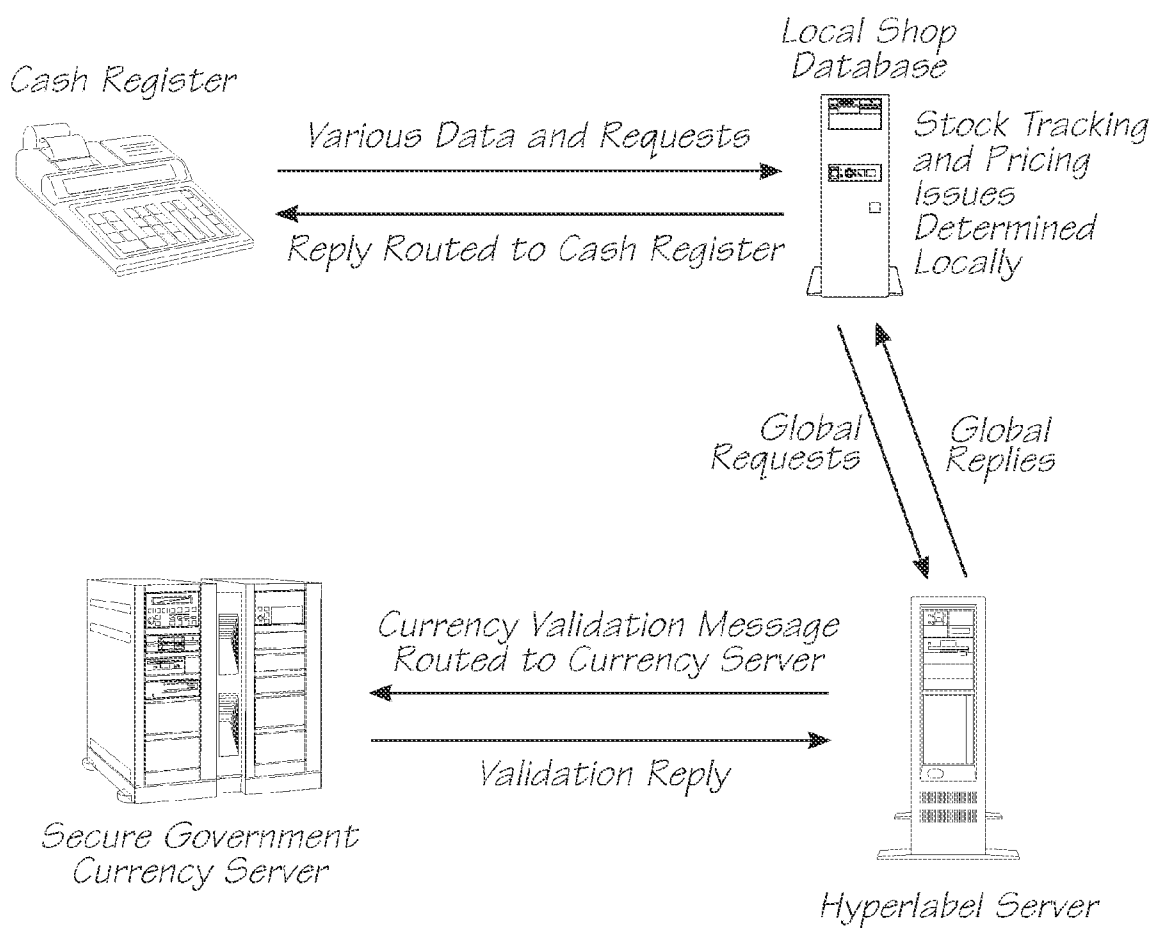 Local Shop
Database
Cash Register
Various Data and Requests
Stock Tracking
and Pricing
Issues
Determined
Locally
Reply Routed to Cash Register
Global
Requests
Global
Replies
Currency Validation Message
Routed to Currency Server
Validation Reply
Secure Government
Currency Server
Hyperlabel Server